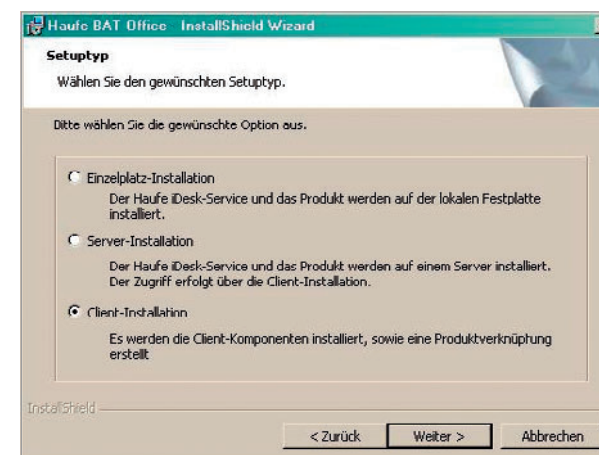 Haufe BAT Office InstallShield Wizard
Setuptyp
Wählen Sie den gewünschten Setuptyp.
Bitte wählen Sie die gewünschte Option aus.
Einzelplatz-Installation
Der Haufe iDesk-Service und das Produkt werden auf der lokalen Festplatte
installiert.
Server-Installation
Der Haufe iDesk-Service und das Produkt werden auf einem Server installiert.
Der Zugriff erfolgt über die Client-Installation.
Client-Installation
Es werden die Client-Komponenten installiert, sowie eine Produktverknüpfung
erstellt
InstallShield
< Zurück
Weiter >
Abbrechen